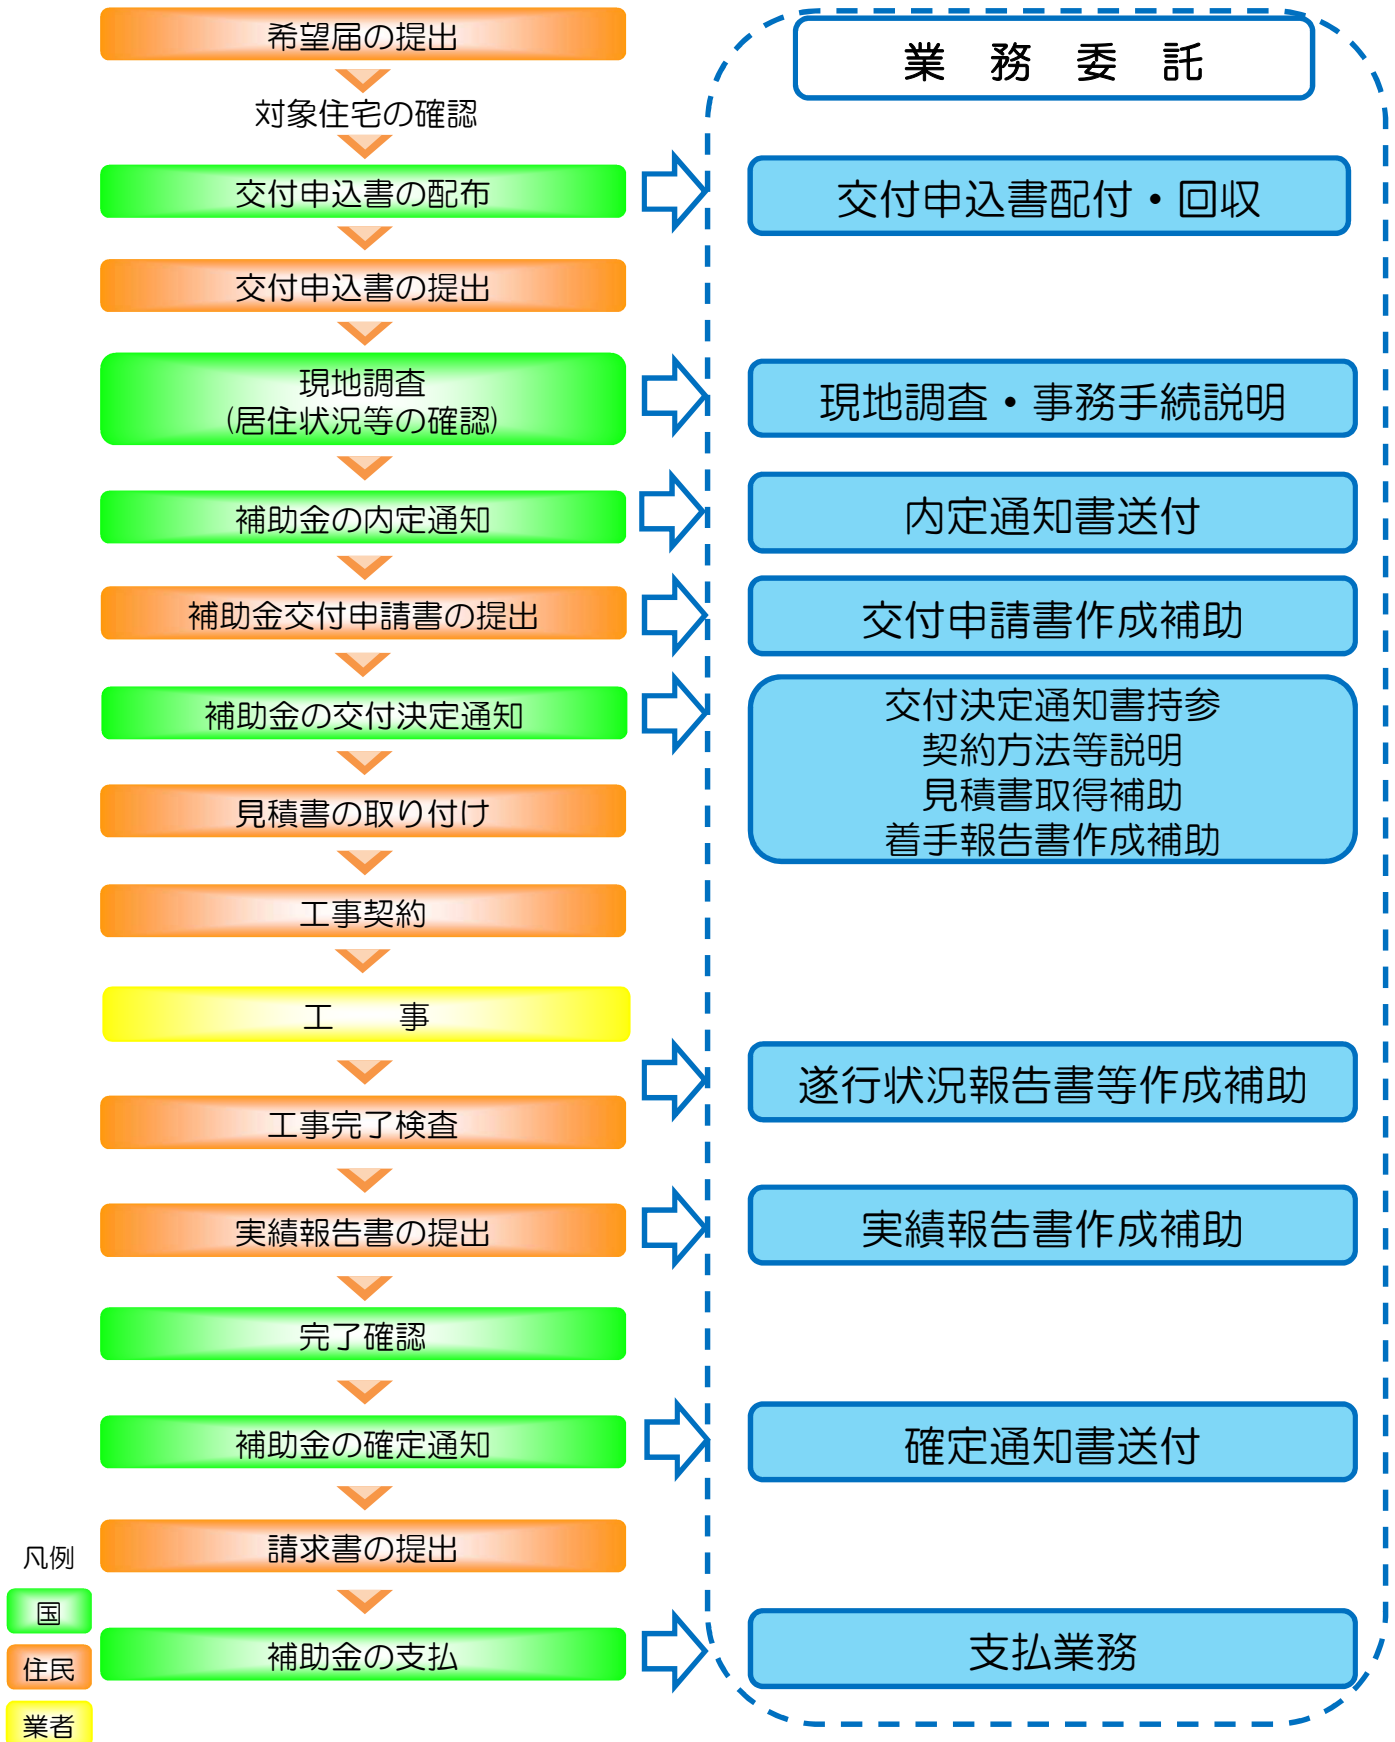 希望届の提出
対象住宅の確認
交付申込書の配布
交付申込書の提出
現地調査
(居住状況等の確認)
補助金の内定通知
補助金交付申請書の提出
補助金の交付決定通知
見積書の取り付け
工事契約
工　　事
工事完了検査
実績報告書の提出
完了確認
補助金の確定通知
請求書の提出
補助金の支払
凡例
国
住民
業者
業　務　委　託
交付申込書配付・回収
現地調査・事務手続説明
内定通知書送付
交付申請書作成補助
交付決定通知書持参
契約方法等説明
見積書取得補助
着手報告書作成補助
遂行状況報告書等作成補助
実績報告書作成補助
確定通知書送付
支払業務